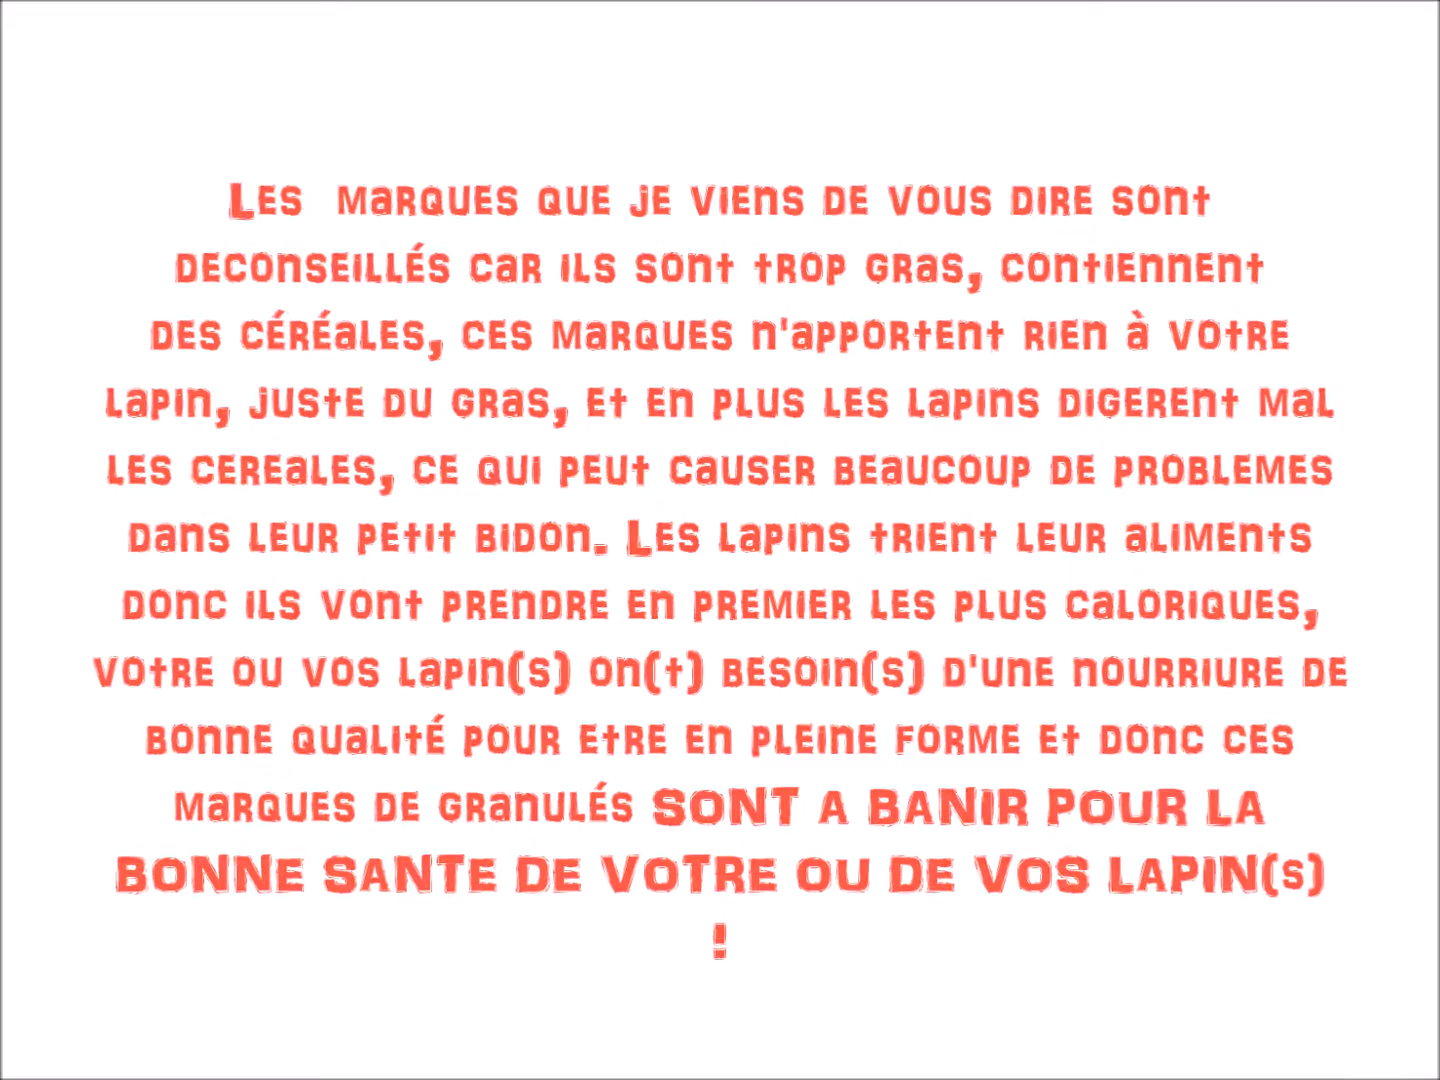 Les marques que je viens de vous dire sont
deconseillés car ils sont trop gras, contiennent
des céréales, ces marques n'apportent rien à votre
lapin, juste du gras, et en plus les lapins digerent mal
les cereales, ce qui peut causer beaucoup de problemes
dans leur petit bidon. Les lapins trient leur aliments
donc ils vont prendre en premier les plus caloriques,
votre ou vos lapin(s) on(t) besoin(s) d'une nourriure de
bonne qualité pour etre en pleine forme et donc ces
marques de granulés SONT A BANIR POUR LA
BONNE SANTE DE VOTRE OU DE VOS LAPIN(s)
!